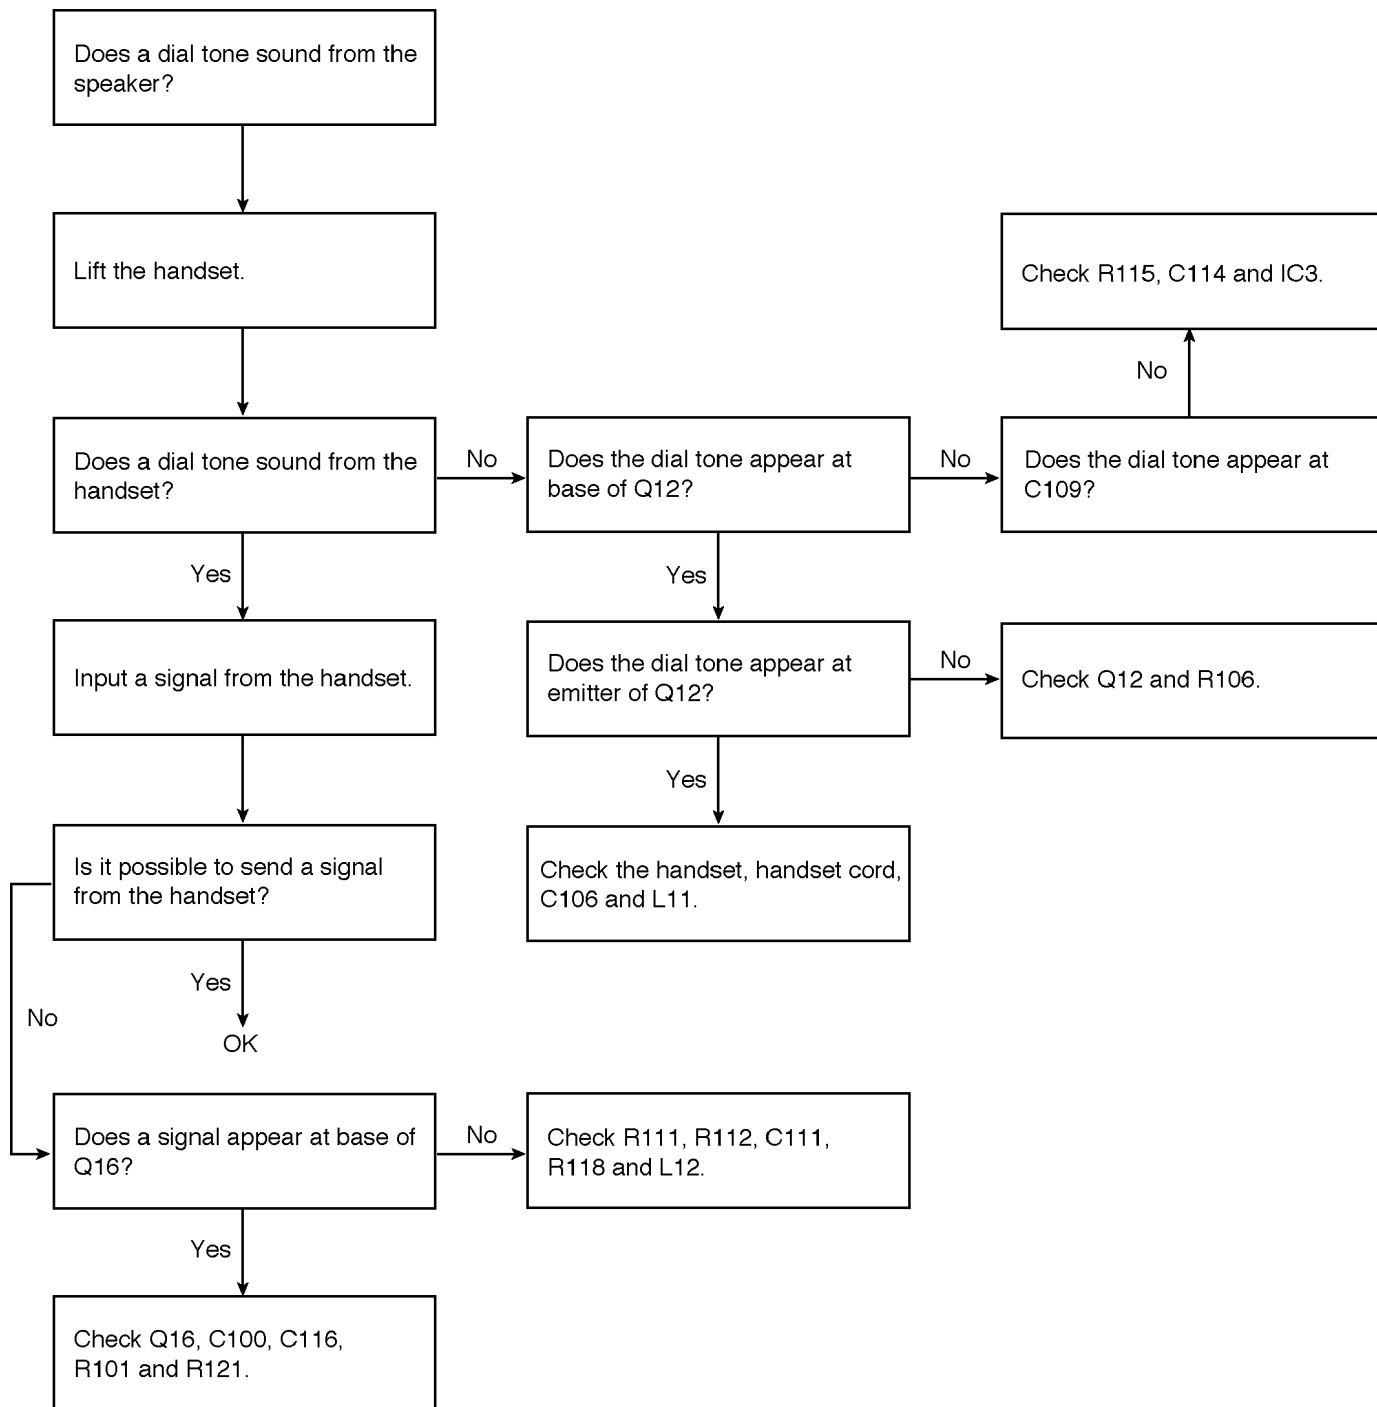 Does a dial tone sound from the
speaker?
Lift the handset.
Check R115, C114 and IC3.
No
Does a dial tone sound from the
handset?
No
Does the dial tone appear at
base of Q12?
No
Does the dial tone appear at
C109?
Yes
Yes
Input a signal from the handset.
Does the dial tone appear at
emitter of Q12?
No
Check Q12 and R106.
Yes
Is it possible to send a signal
from the handset?
Check the handset, handset cord,
C106 and L11.
Yes
No
OK
Does a signal appear at base of
Q16?
No
Check R111, R112, C111,
R118 and L12.
Yes
Check Q16, C100, C116,
R101 and R121.